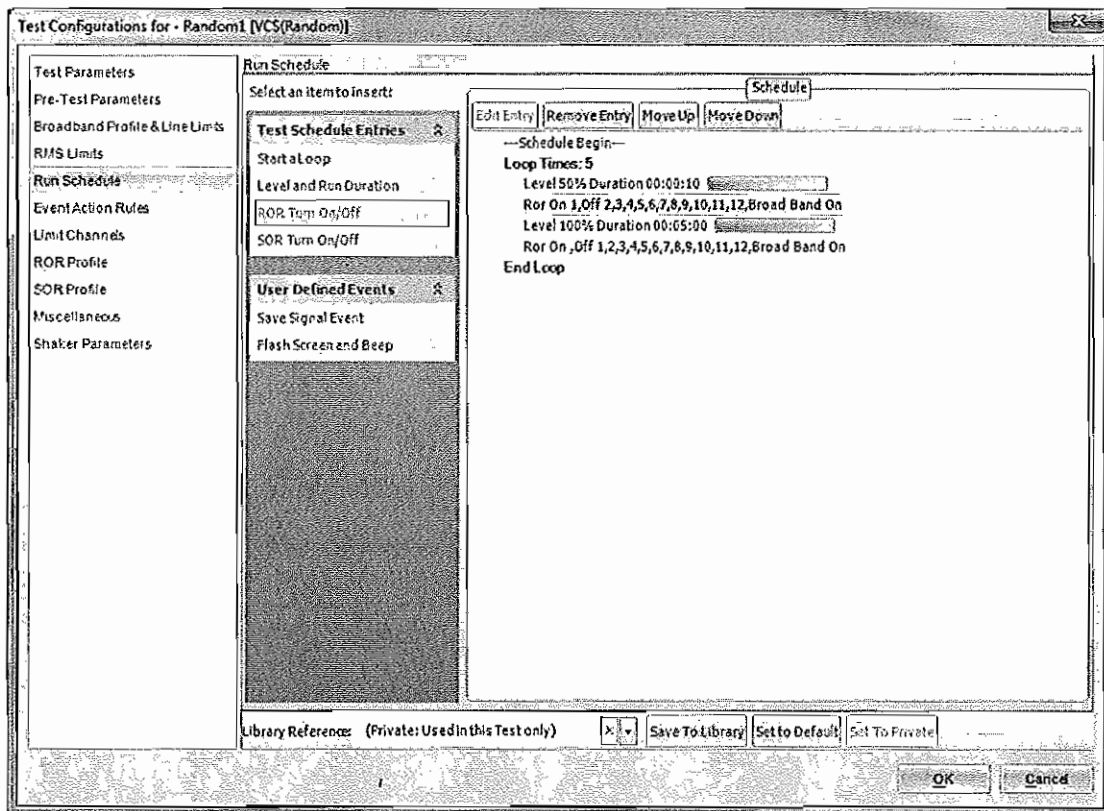 Test Configurations for - Random1 [VCS(Random)]
Test Parameters
Pre-Test Parameters
Broadband Profile & Line Limits
RMS Limits
Run Schedule
Event Action Rules
Limit Channels
ROR Profile
SOR Profile
Miscellaneous
Shaker Parameters
Run Schedule
Select an item to insert:
Test Schedule Entries
Start a Loop
Level and Run Duration
ROR Turn On/Off
SOR Turn On/Off
User Defined Events
Save Signal Event
Flash Screen and Beep
Schedule
Edit Entry Remove Entry Move Up Move Down
---Schedule Begin---
Loop Times: 5
Level 50% Duration 00:00:10
Ror On 1,Off 2,3,4,5,6,7,8,9,10,11,12,Broad Band On
Level 100% Duration 00:05:00
Ror On ,Off 1,2,3,4,5,6,7,8,9,10,11,12,Broad Band On
End Loop
Library Reference: (Private: Used in this Test only) Save To Library Set to Default Set To Private
OK Cancel